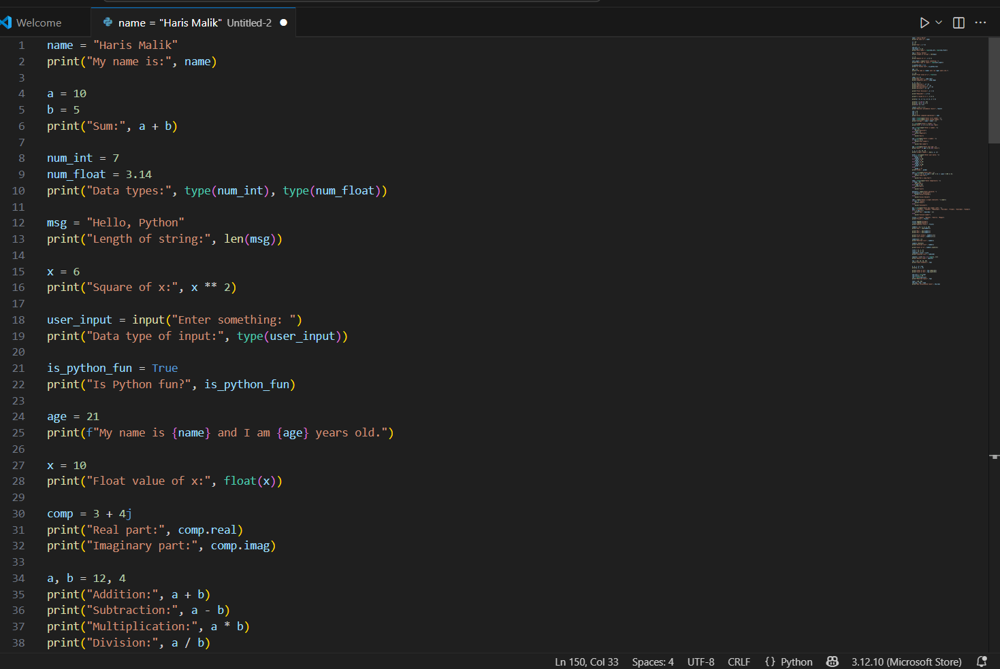 Welcome
name = "Haris Malik" Untitled-2
1 name = "Haris Malik"
2 print("My name is:", name)
3
4 a = 10
5 b = 5
6 print("Sum:", a + b)
7
8 num_int = 7
9 num_float = 3.14
10 print("Data types:", type(num_int), type(num_float))
11
12 msg = "Hello, Python"
13 print("Length of string:", len(msg))
14
15 x = 6
16 print("Square of x:", x ** 2)
17
18 user_input = input("Enter something: ")
19 print("Data type of input:", type(user_input))
20
21 is_python_fun = True
22 print("Is Python fun?", is_python_fun)
23
24 age = 21
25 print(f"My name is {name} and I am {age} years old.")
26
27 x = 10
28 print("Float value of x:", float(x))
29
30 comp = 3 + 4j
31 print("Real part:", comp.real)
32 print("Imaginary part:", comp.imag)
33
34 a, b = 12, 4
35 print("Addition:", a + b)
36 print("Subtraction:", a - b)
37 print("Multiplication:", a * b)
38 print("Division:", a / b)
Ln 150, Col 33 Spaces: 4 UTF-8 CRLF {} Python 3.12.10 (Microsoft Store)